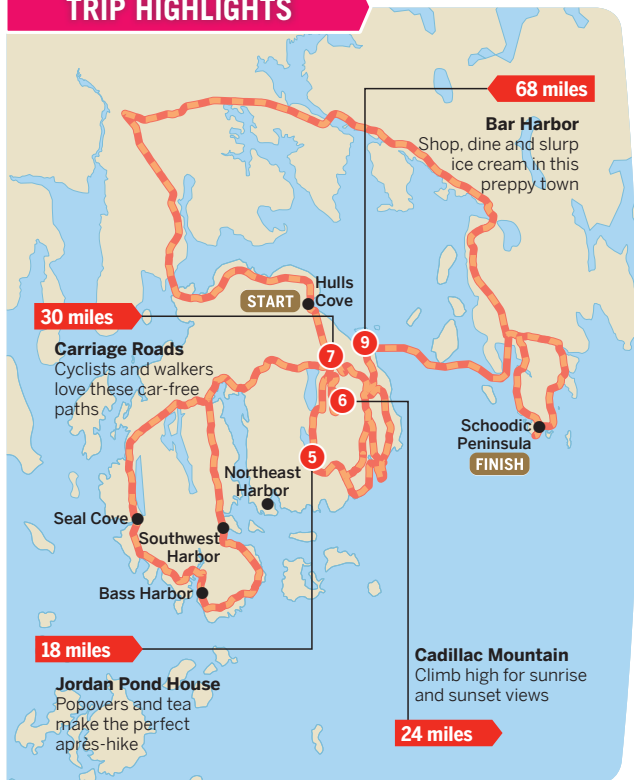 TRIP HIGHLIGHTS
68 miles
Bar Harbor
Shop, dine and slurp
ice cream in this
preppy town
Hulls
Cove
START
30 miles
Carriage Roads
Cyclists and walkers
love these car-free
paths
9
7
6
5
Schoodic
Peninsula
FINISH
Northeast
Harbor
Seal Cove
Southwest
Harbor
Bass Harbor
18 miles
Jordan Pond House
Popovers and tea
make the perfect
après-hike
Cadillac Mountain
Climb high for sunrise
and sunset views
24 miles